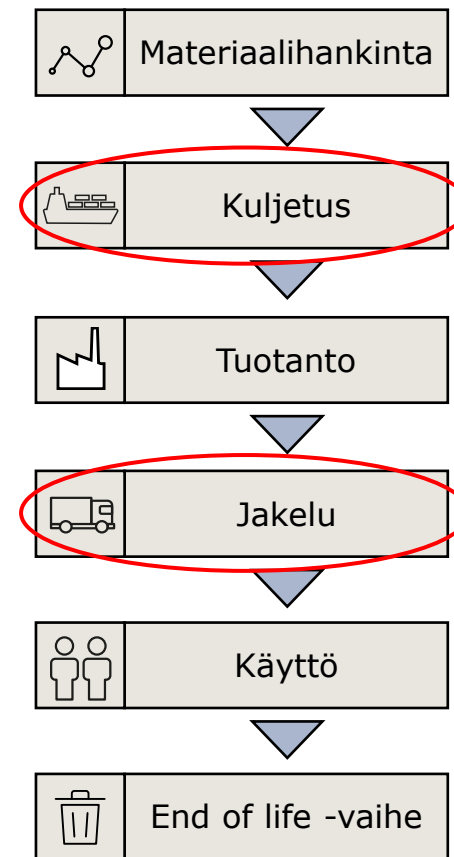 Materiaalihankinta
Kuljetus
Tuotanto
Jakelu
Käyttö
End of life -vaihe